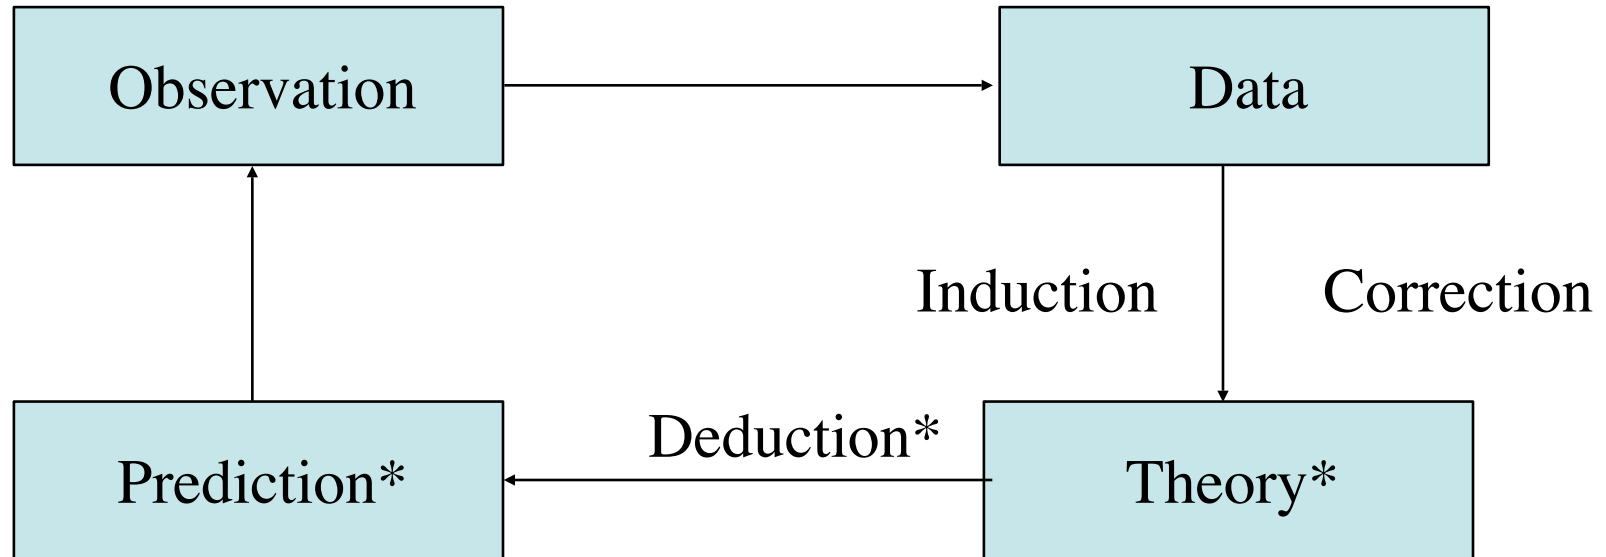 Observation
Data
Induction
Correction
Deduction*
Prediction*
Theory*